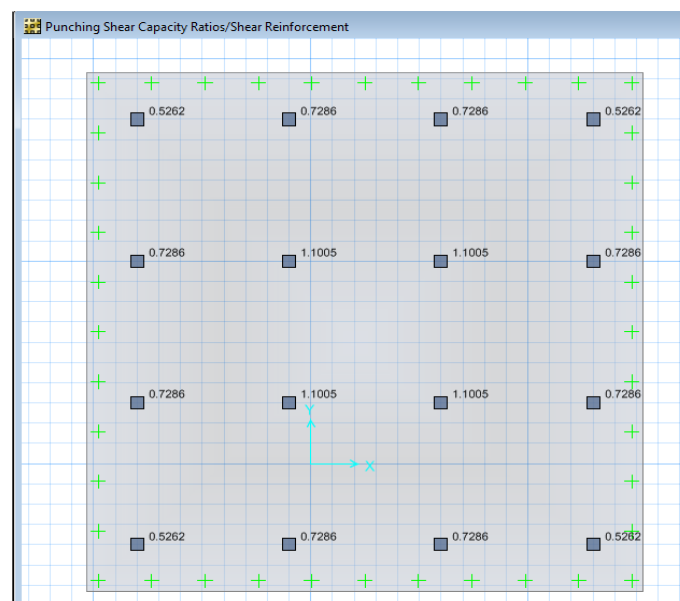 Punching Shear Capacity Ratios/Shear Reinforcement
0.5262 0.7286 0.7286 0.5262
0.7286 1.1005 1.1005 0.7286
0.7286 1.1005 1.1005 0.7286
Y
X
0.5262 0.7286 0.7286 0.5262